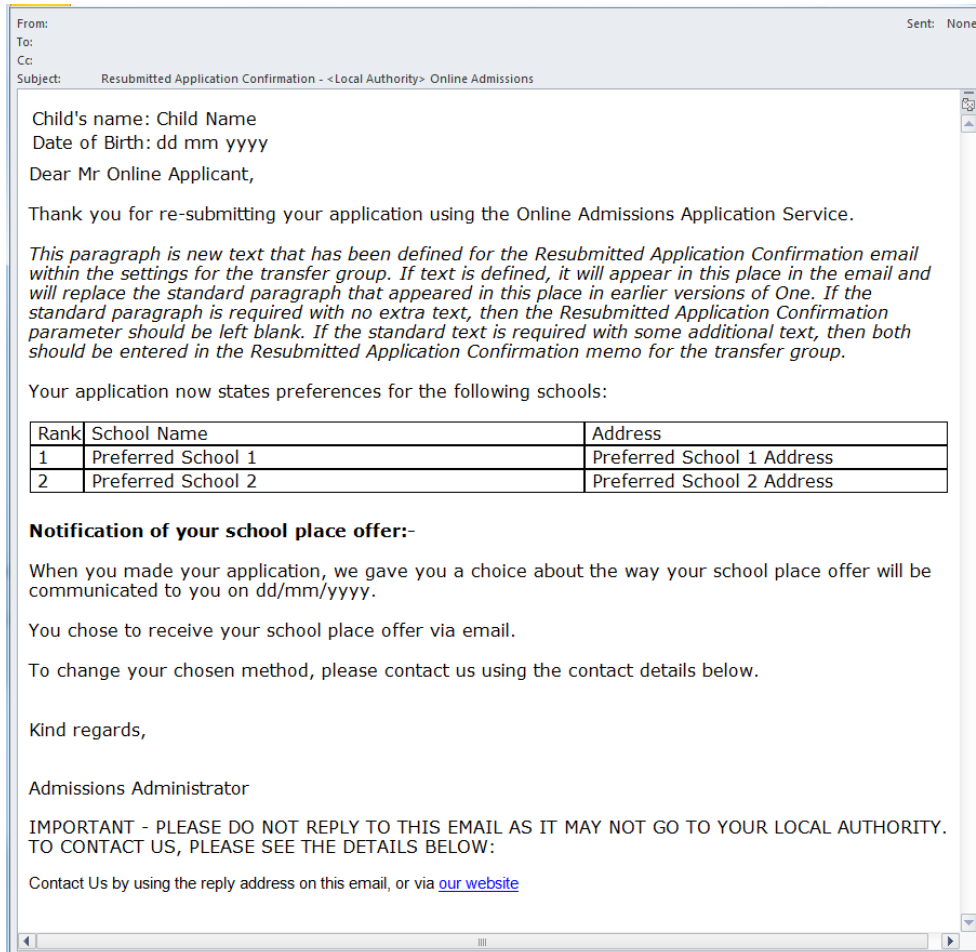 From: Sent: None
To:
Cc:
Subject: Resubmitted Application Confirmation - <Local Authority> Online Admissions
Child's name: Child Name
Date of Birth: dd mm yyyy
Dear Mr Online Applicant,
Thank you for re-submitting your application using the Online Admissions Application Service.
This paragraph is new text that has been defined for the Resubmitted Application Confirmation email
within the settings for the transfer group. If text is defined, it will appear in this place in the email and
will replace the standard paragraph that appeared in this place in earlier versions of One. If the
standard paragraph is required with no extra text, then the Resubmitted Application Confirmation
parameter should be left blank. If the standard text is required with some additional text, then both
should be entered in the Resubmitted Application Confirmation memo for the transfer group.
Your application now states preferences for the following schools:
Rank School Name Address
1 Preferred School 1 Preferred School 1 Address
2 Preferred School 2 Preferred School 2 Address
Notification of your school place offer:-
When you made your application, we gave you a choice about the way your school place offer will be
communicated to you on dd/mm/yyyy.
You chose to receive your school place offer via email.
To change your chosen method, please contact us using the contact details below.
Kind regards,
Admissions Administrator
IMPORTANT - PLEASE DO NOT REPLY TO THIS EMAIL AS IT MAY NOT GO TO YOUR LOCAL AUTHORITY.
TO CONTACT US, PLEASE SEE THE DETAILS BELOW:
Contact Us by using the reply address on this email, or via our website